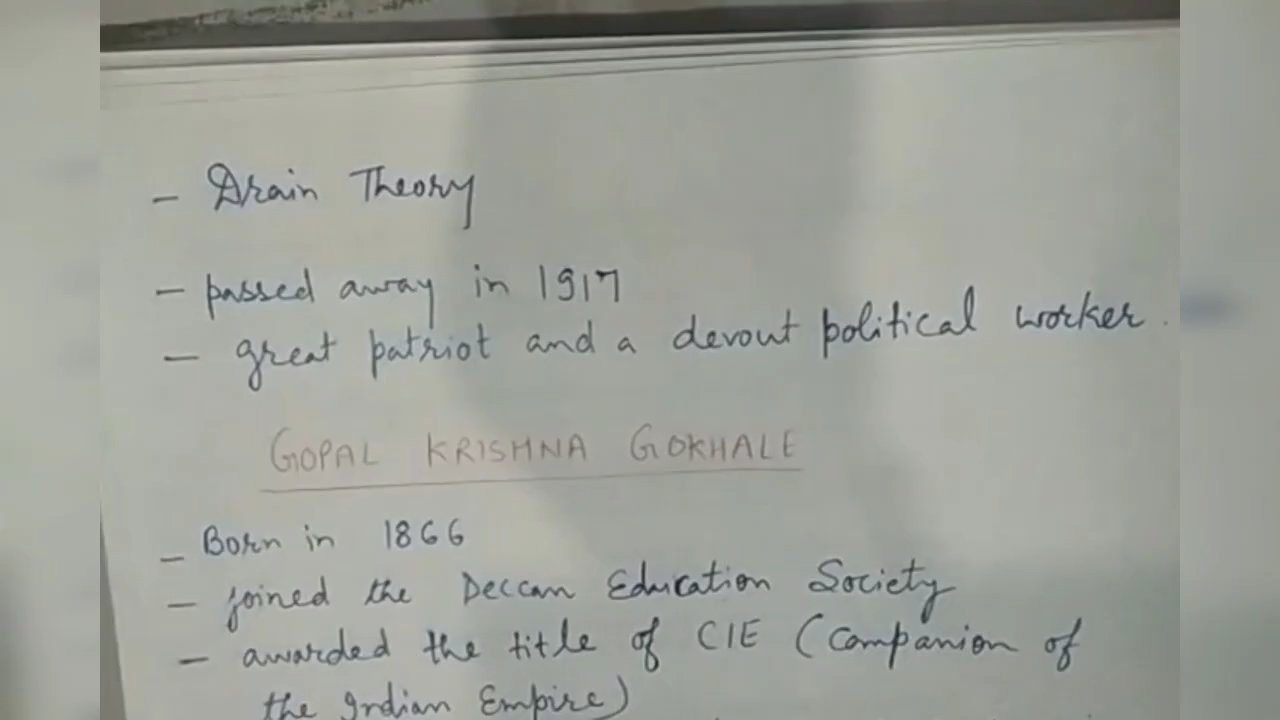 - Drain Theory
- passed away in 1917
- great patriot and a devout political worker.
GOPAL KRISHNA GOKHALE
- Born in 1866
- joined the Deccan Education Society
- awarded the title of CIE (Companion of
the Indian Empire)